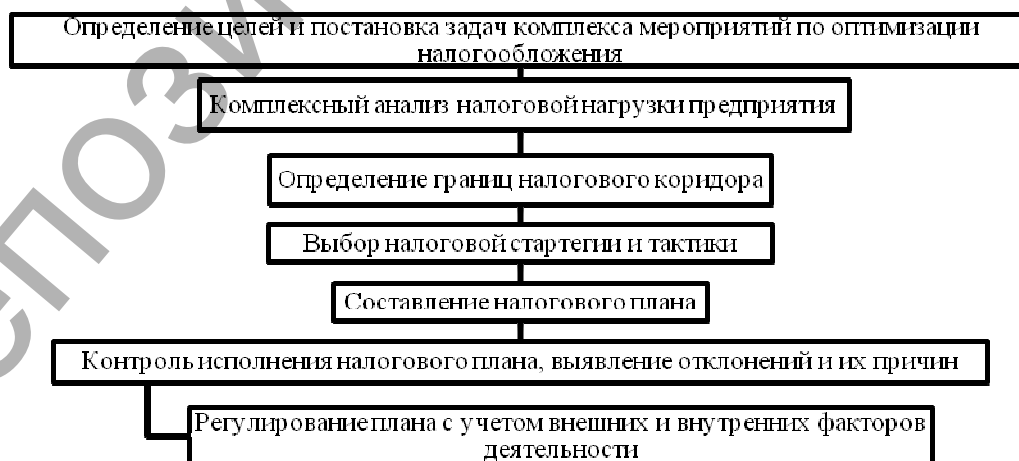 Определение целей и постановка задач комплекса мероприятий по оптимизации
налогообложения
Комплексный анализ налоговой нагрузки предприятия
Определение границ налогового коридора
Выбор налоговой стартегии и тактики
Составление налогового плана
Контроль исполнения налогового плана, выявление отклонений и их причин
Регулирование плана с учетом внешних и внутренних факторов
деятельности